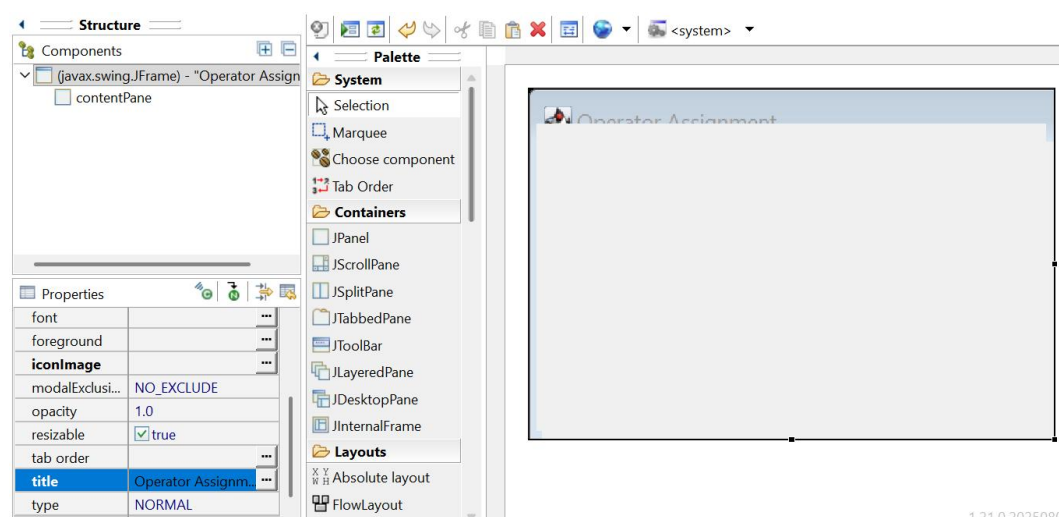 Structure
Components
(javax.swing.JFrame) - "Operator Assign
contentPane
Properties
font
foreground
iconImage
modalExclusi... NO_EXCLUDE
opacity 1.0
resizable true
tab order
title Operator Assignm...
type NORMAL
<system>
Palette
System
Selection
Marquee
Choose component
Tab Order
Containers
JPanel
JScrollPane
JSplitPane
JTabbedPane
JToolBar
JLayeredPane
JDesktopPane
JInternalFrame
Layouts
Absolute layout
FlowLayout
Operator Assignment